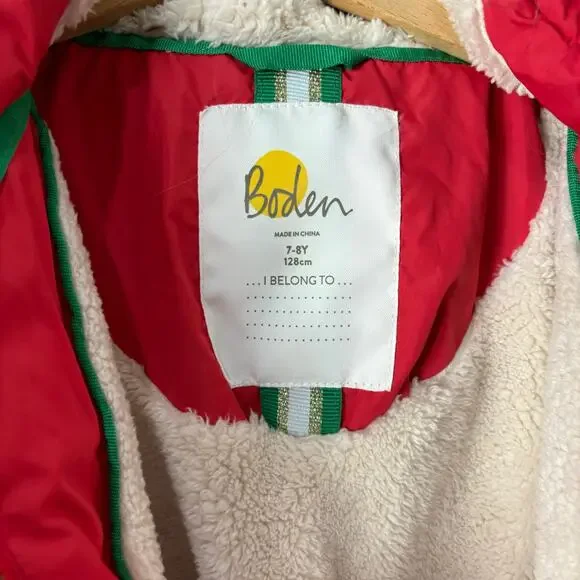 Boden
MADE IN CHINA
7-8Y
128cm
...I BELONG TO...